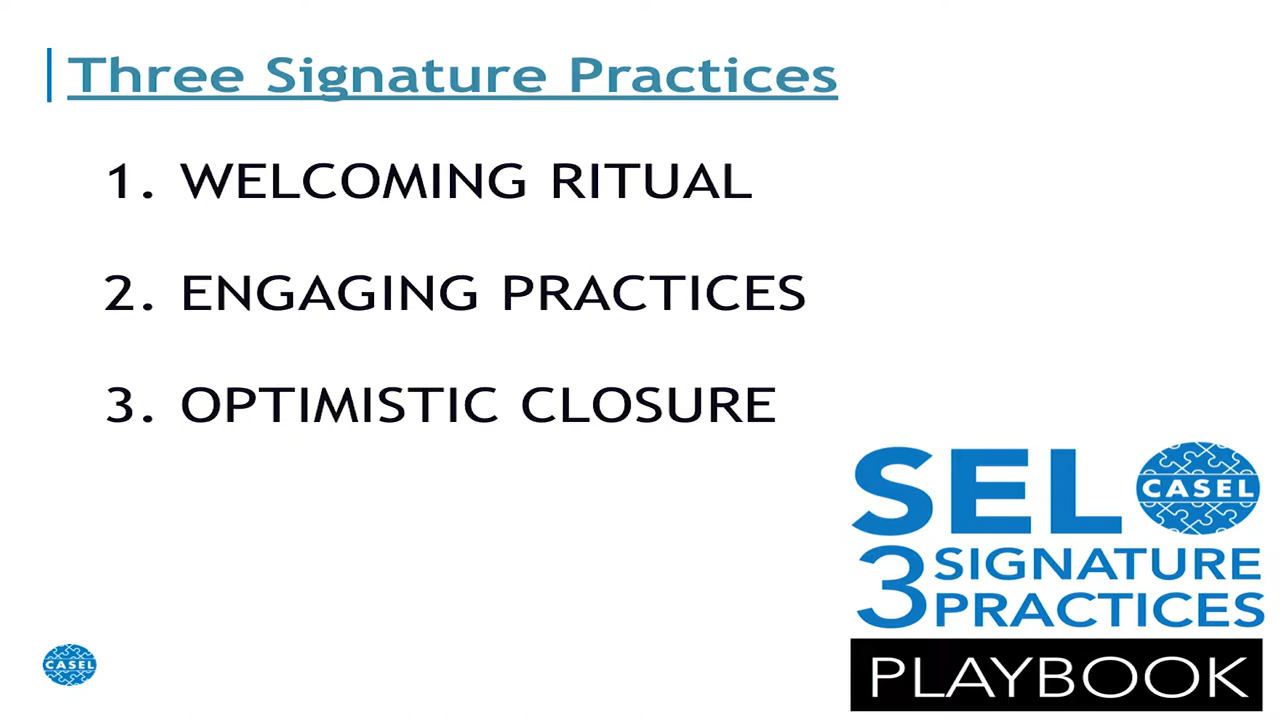 Three Signature Practices
1. WELCOMING RITUAL
2. ENGAGING PRACTICES
3. OPTIMISTIC CLOSURE
SEL CASEL
3 SIGNATURE
PRACTICES
PLAYBOOK
CASEL